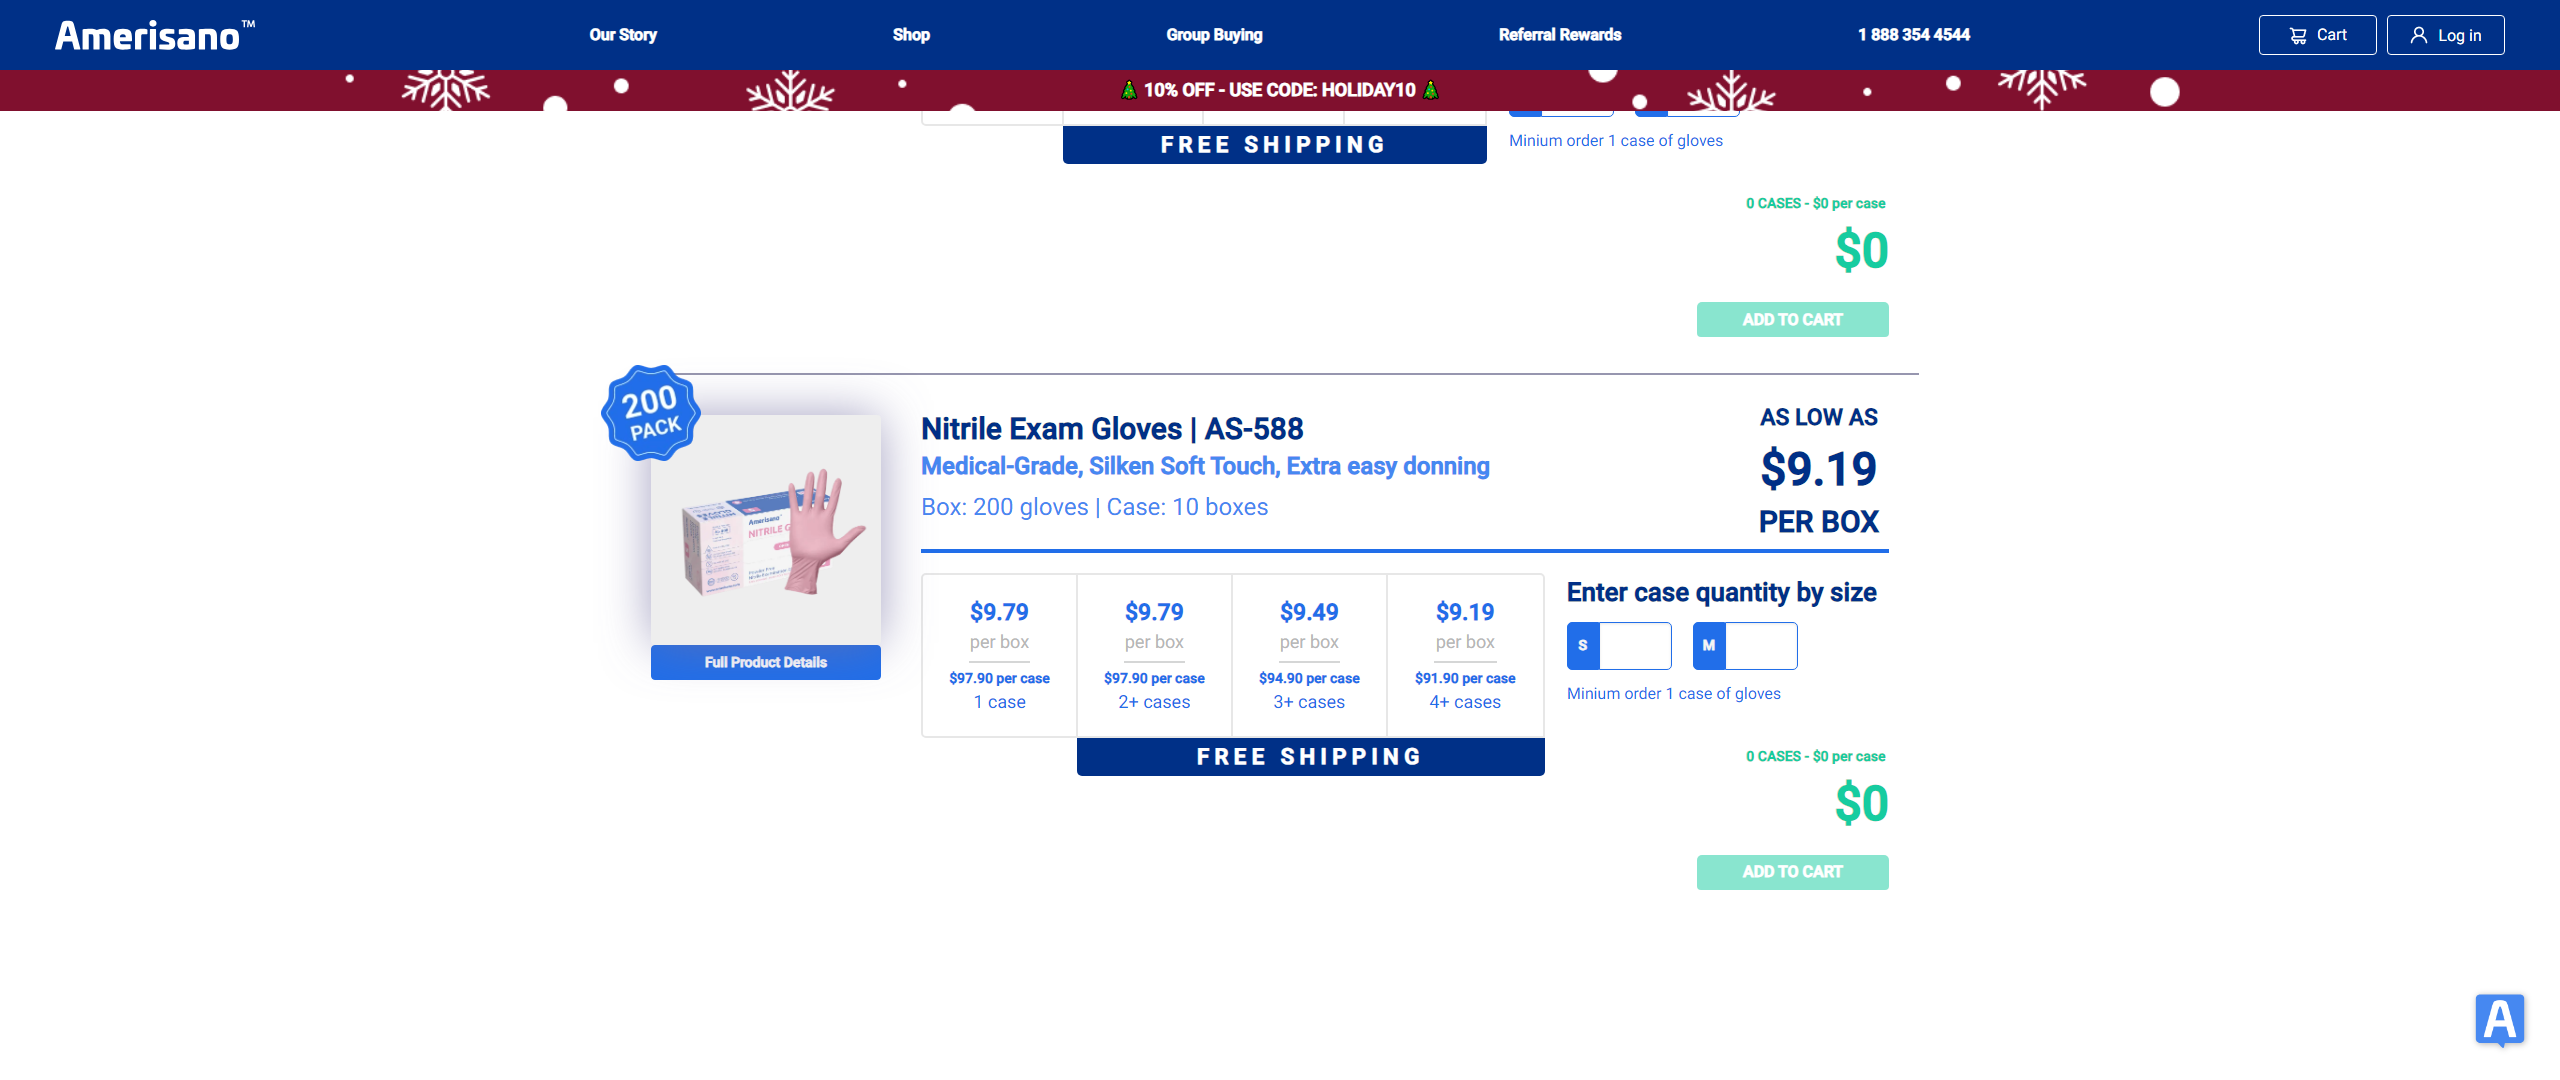 Amerisano™
Our Story
Shop
Group Buying
Referral Rewards
1 888 354 4544
Cart
Log in
10% OFF - USE CODE: HOLIDAY10
FREE SHIPPING
Minium order 1 case of gloves
0 CASES - $0 per case
$0
ADD TO CART
200
PACK
Amerisano
NITRILE G
Full Product Details
Nitrile Exam Gloves | AS-588
Medical-Grade, Silken Soft Touch, Extra easy donning
Box: 200 gloves | Case: 10 boxes
AS LOW AS
$9.19
PER BOX
$9.79
per box
$97.90 per case
1 case
$9.79
per box
$97.90 per case
2+ cases
$9.49
per box
$94.90 per case
3+ cases
$9.19
per box
$91.90 per case
4+ cases
FREE SHIPPING
Enter case quantity by size
S
M
Minium order 1 case of gloves
0 CASES - $0 per case
$0
ADD TO CART
A